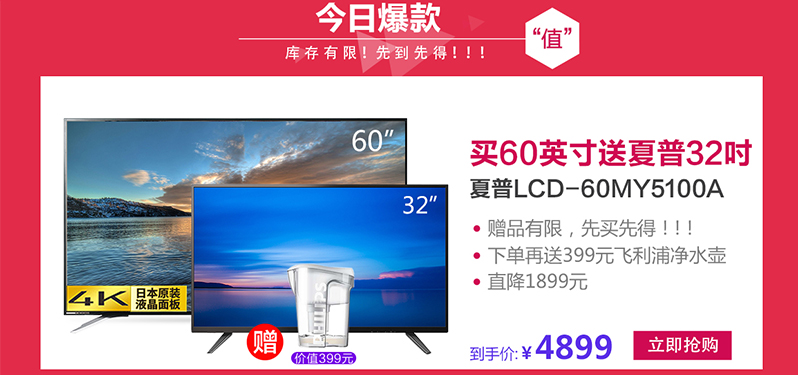 今日爆款
库存有限!先到先得!!!
“值”
60”
32”
4K
日本原装
液晶面板
PHILIPS
赠
价值399元
买60英寸送夏普32吋
夏普LCD-60MY5100A
• 赠品有限，先买先得!!!
• 下单再送399元飞利浦净水壶
• 直降1899元
到手价:¥4899
立即抢购